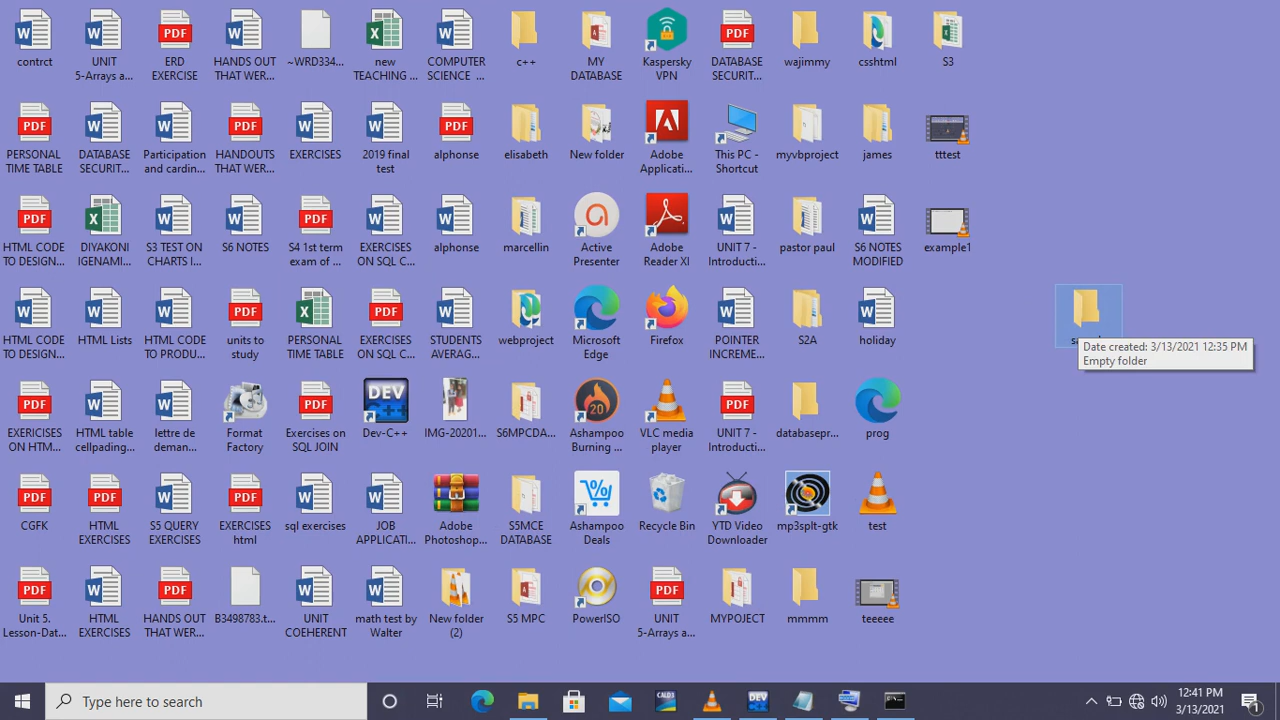 contrct
UNIT
5-Arrays a...
PDF
ERD
EXERCISE
HANDS OUT
THAT WER...
~WRD334...
new
TEACHING ...
COMPUTER
SCIENCE ...
c++
MY
DATABASE
Kaspersky
VPN
PDF
DATABASE
SECURIT...
wajimmy
csshtml
S3
PDF
PERSONAL
TIME TABLE
DATABASE
SECURIT...
Participation
and cardin...
PDF
HANDOUTS
THAT WER...
EXERCISES
2019 final
test
PDF
alphonse
elisabeth
New folder
Adobe
Applicati...
This PC -
Shortcut
myvbproject
james
tttest
PDF
HTML CODE
TO DESIGN...
DIYAKONI
IGENAMI...
S3 TEST ON
CHARTS I...
S6 NOTES
PDF
S4 1st term
exam of ...
EXERCISES
ON SQL C...
alphonse
marcellin
Active
Presenter
Adobe
Reader XI
UNIT 7 -
Introducti...
pastor paul
S6 NOTES
MODIFIED
example1
HTML CODE
TO DESIGN...
HTML Lists
HTML CODE
TO PRODU...
PDF
units to
study
PERSONAL
TIME TABLE
PDF
EXERCISES
ON SQL C...
STUDENTS
AVERAG...
webproject
Microsoft
Edge
Firefox
POINTER
INCREME...
S2A
holiday
Date created: 3/13/2021 12:35 PM
Empty folder
PDF
EXERICISES
ON HTM...
HTML table
cellpading...
lettre de
deman...
Format
Factory
PDF
Exercises on
SQL JOIN
DEV
Dev-C++
IMG-20201...
S6MPCDA...
20
Ashampoo
Burning ...
VLC media
player
PDF
UNIT 7 -
Introducti...
databasepr...
prog
PDF
CGFK
PDF
HTML
EXERCISES
S5 QUERY
EXERCISES
PDF
EXERCISES
html
sql exercises
JOB
APPLICATI...
Adobe
Photoshop...
S5MCE
DATABASE
Ashampoo
Deals
Recycle Bin
YTD Video
Downloader
mp3splt-gtk
test
PDF
Unit 5.
Lesson-Dat...
HTML
EXERCISES
PDF
HANDS OUT
THAT WER...
B3498783.t...
UNIT
COEHERENT
math test by
Walter
New folder
(2)
S5 MPC
PowerISO
PDF
UNIT
5-Arrays a...
MYPOJECT
mmmm
teeeee
Type here to search
DEV
12:41 PM
3/13/2021
1